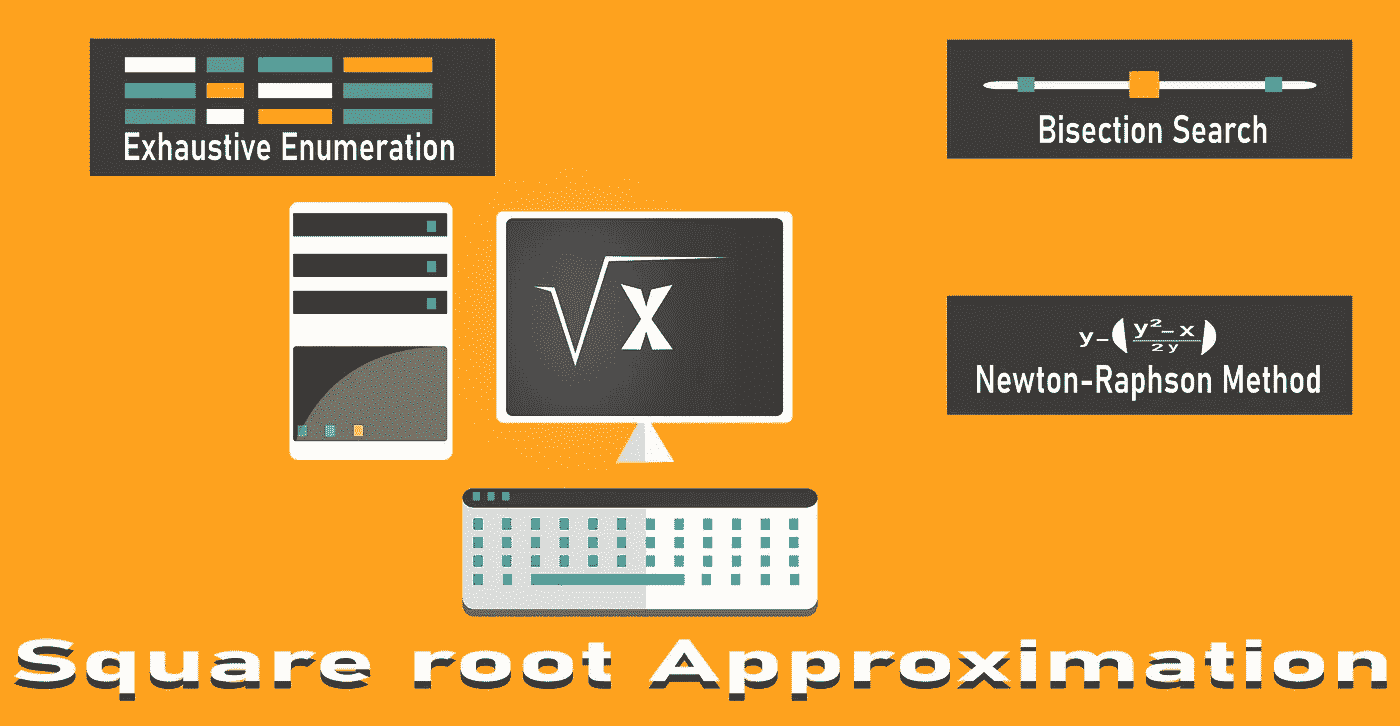 Exhaustive Enumeration
Bisection Search
√x
y-(y²-x/2y)
Newton-Raphson Method
Square root Approximation